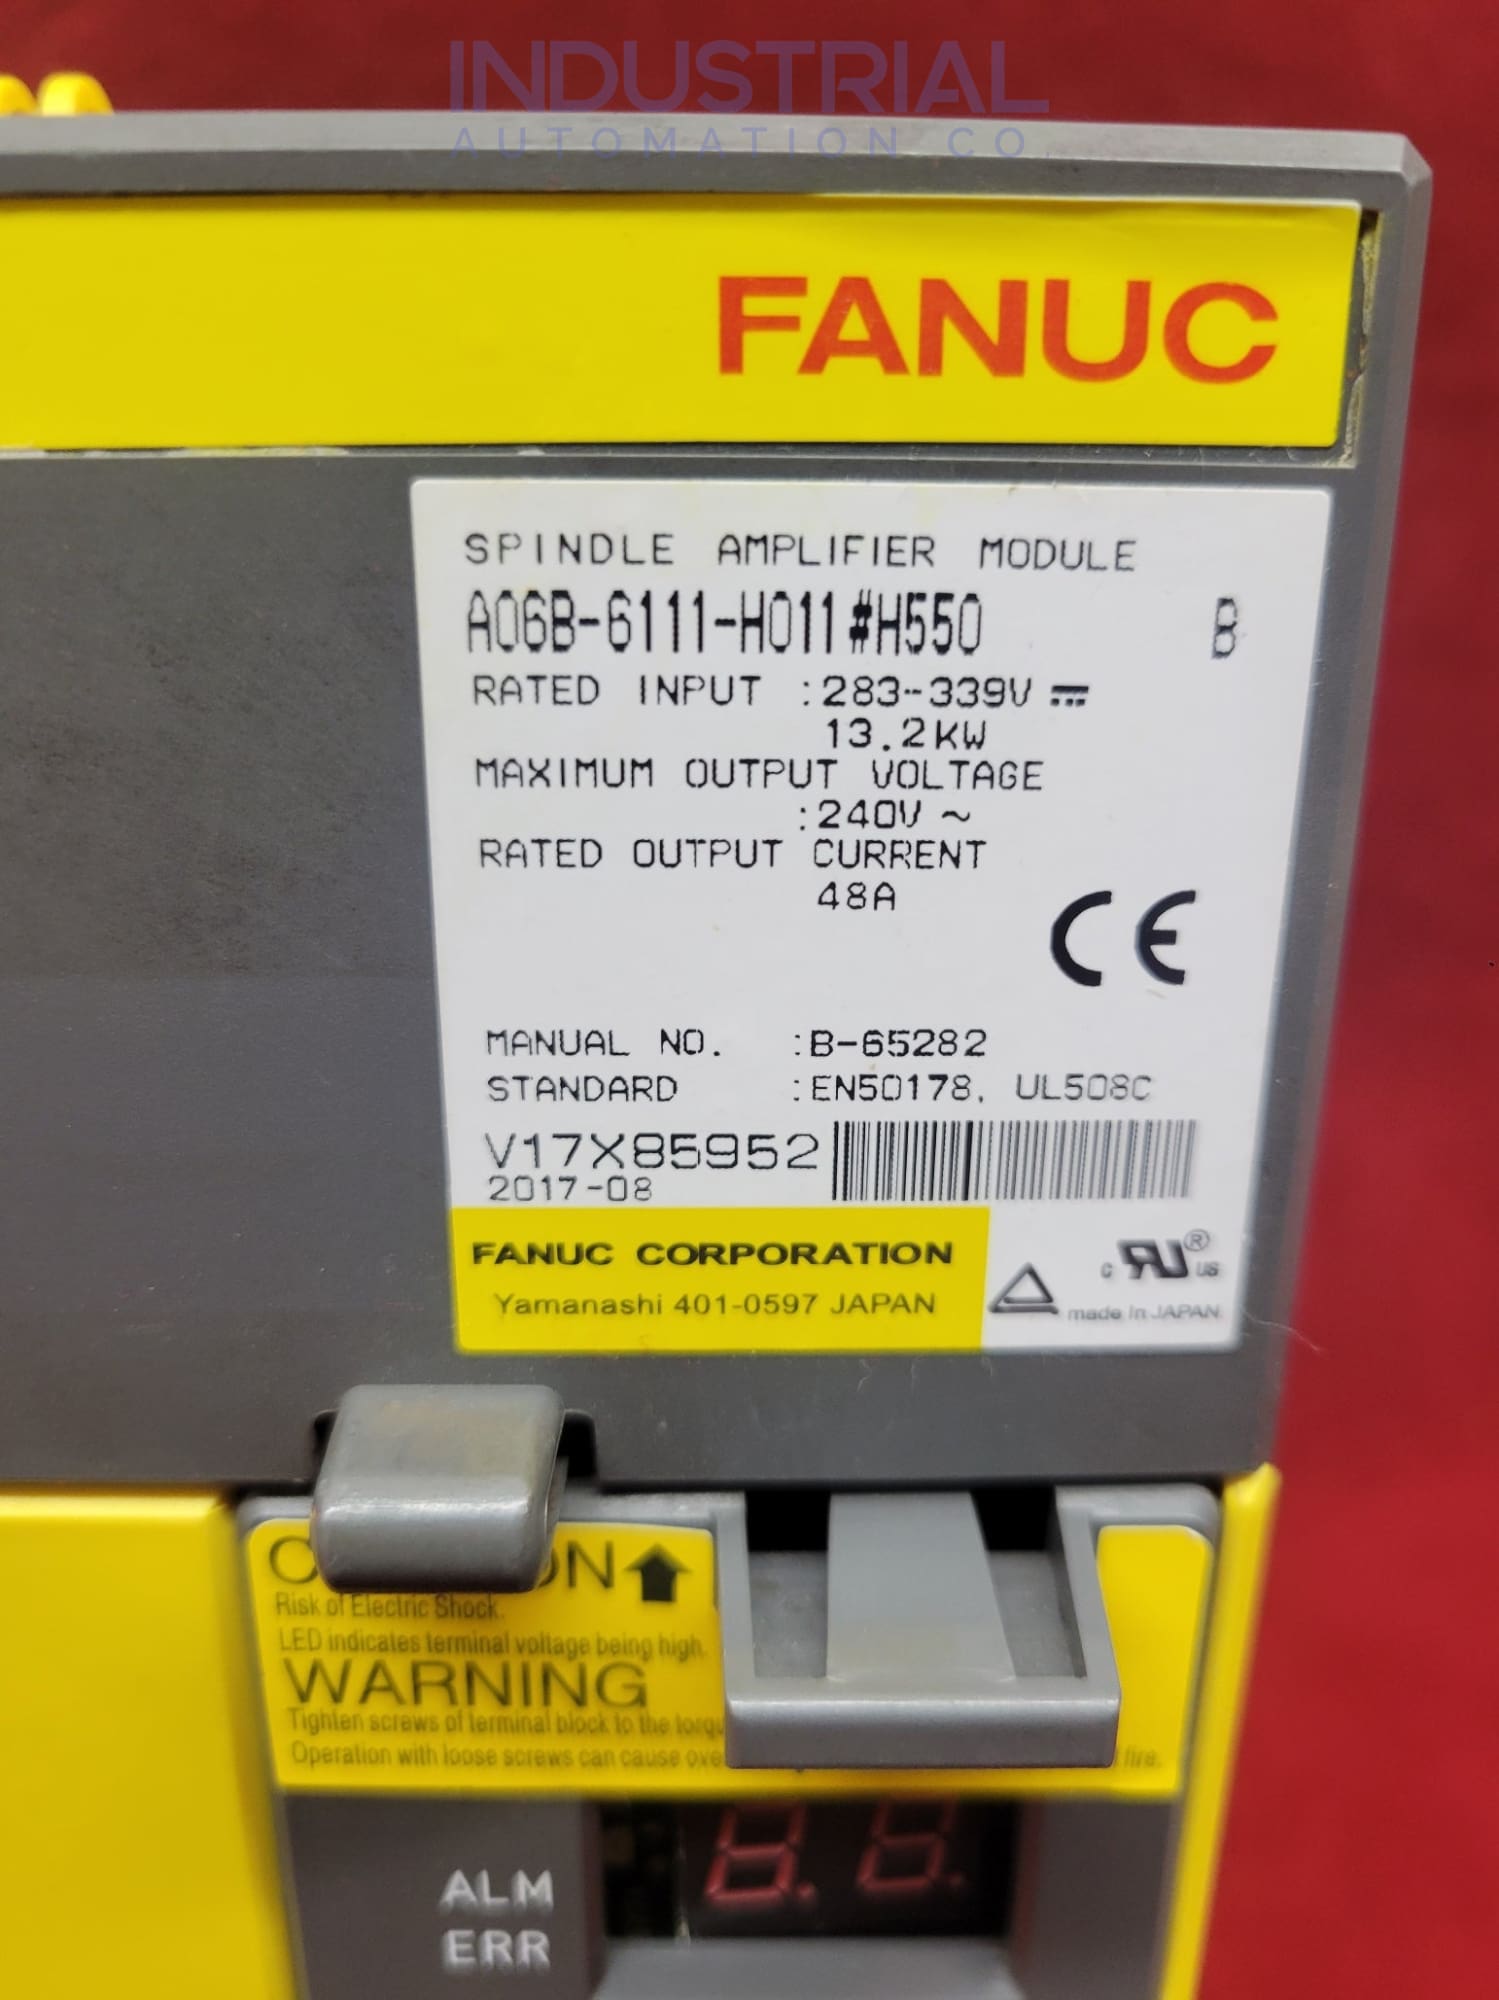 INDUSTRIAL
AUTOMATION CO.
FANUC
SPINDLE AMPLIFIER MODULE
A06B-6111-H011#H550 B
RATED INPUT :283-339V ⎓
13.2KW
MAXIMUM OUTPUT VOLTAGE
:240V ~
RATED OUTPUT CURRENT
48A
CE
MANUAL NO. :B-65282
STANDARD :EN50178, UL508C
V17X85952
2017-08
FANUC CORPORATION
Yamanashi 401-0597 JAPAN
c RU ® US
made in JAPAN
Risk of Electric Shock.
LED indicates terminal voltage being high.
WARNING
Tighten screws of terminal block to the
Operation with loose screws can cause fire.
ALM
ERR